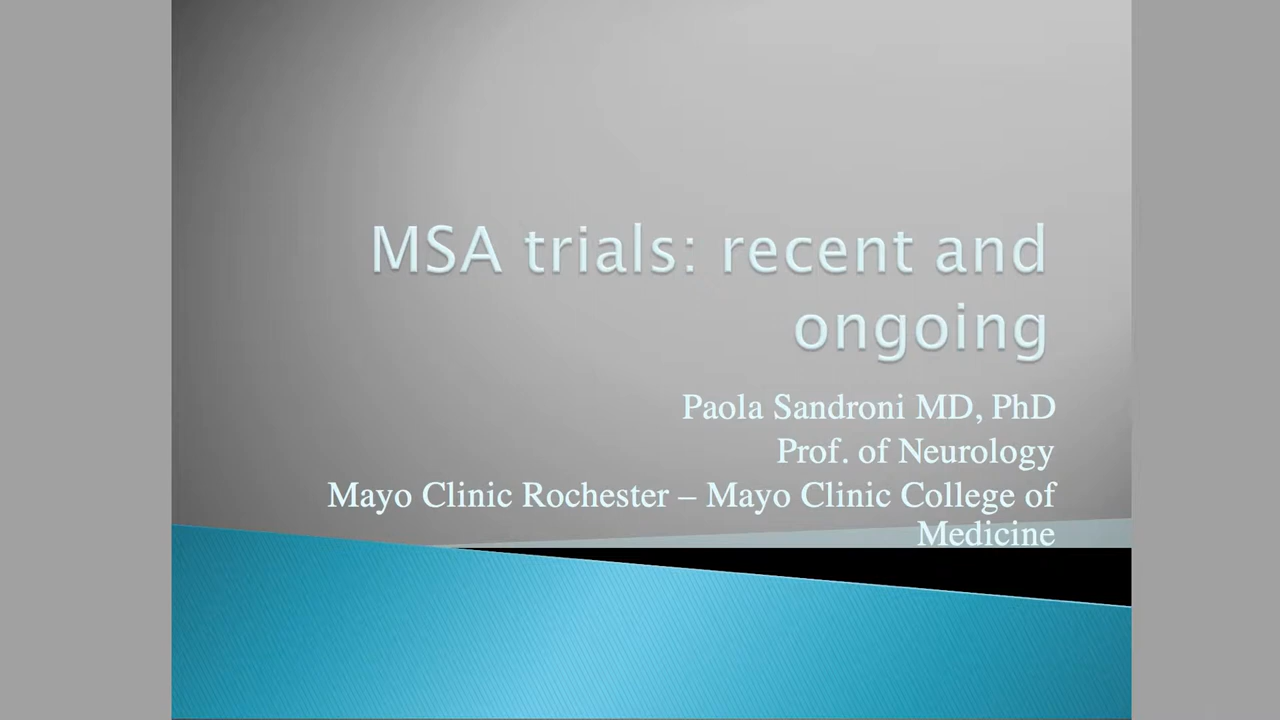 MSA trials: recent and
ongoing
Paola Sandroni MD, PhD
Prof. of Neurology
Mayo Clinic Rochester – Mayo Clinic College of
Medicine